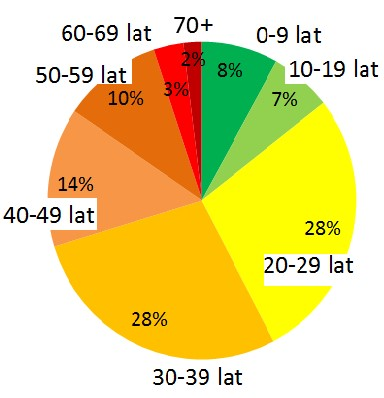 60-69 lat
70+
0-9 lat
50-59 lat
10%
3%
2%
8%
10-19 lat
7%
14%
40-49 lat
28%
20-29 lat
28%
30-39 lat